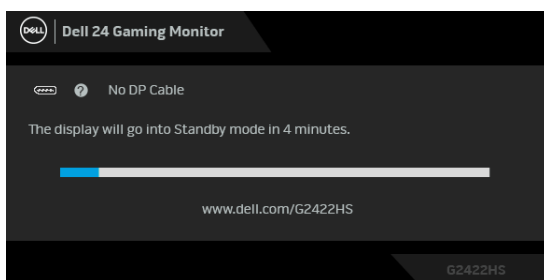 DELL
Dell 24 Gaming Monitor
? No DP Cable
The display will go into Standby mode in 4 minutes.
www.dell.com/G2422HS
G2422HS